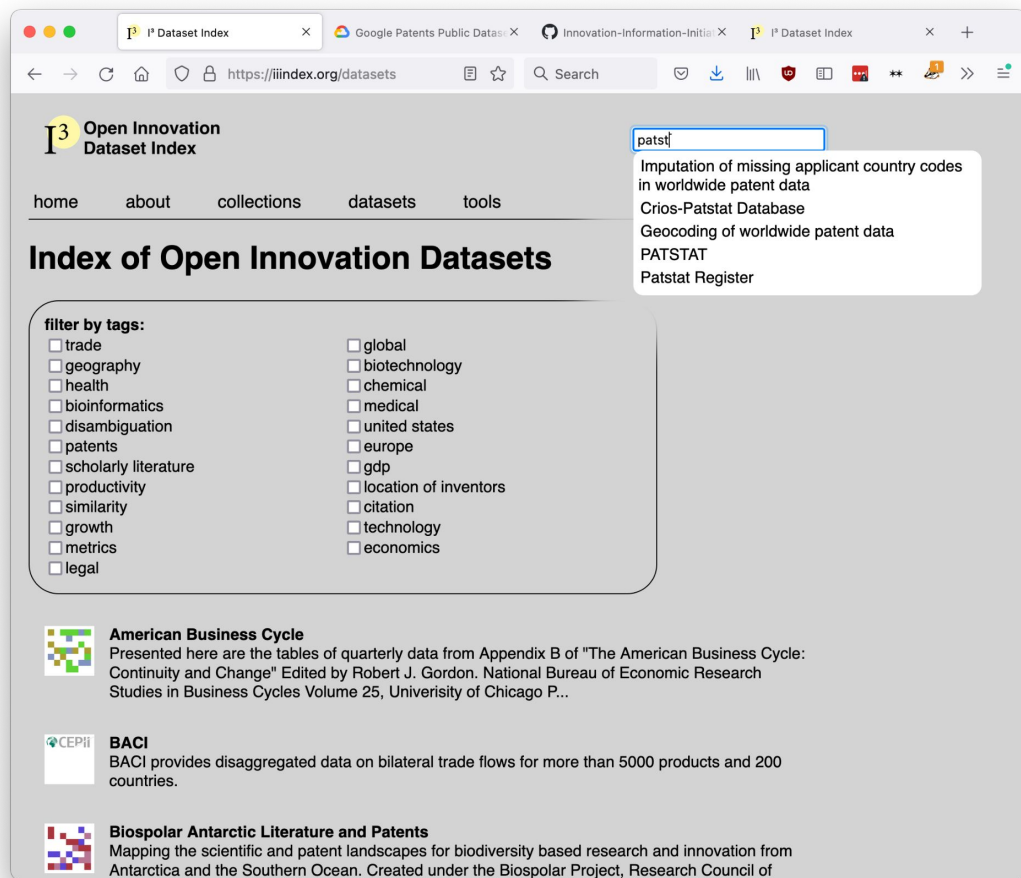 I³ I³ Dataset Index
Google Patents Public Datase
Innovation-Information-Initia
I³ I³ Dataset Index
https://iiindex.org/datasets
Search
1
I³ Open Innovation
Dataset Index
patst
Imputation of missing applicant country codes
in worldwide patent data
Crios-Patstat Database
Geocoding of worldwide patent data
PATSTAT
Patstat Register
home about collections datasets tools
Index of Open Innovation Datasets
filter by tags:
trade
geography
health
bioinformatics
disambiguation
patents
scholarly literature
productivity
similarity
growth
metrics
legal
global
biotechnology
chemical
medical
united states
europe
gdp
location of inventors
citation
technology
economics
American Business Cycle
Presented here are the tables of quarterly data from Appendix B of "The American Business Cycle:
Continuity and Change" Edited by Robert J. Gordon. National Bureau of Economic Research
Studies in Business Cycles Volume 25, Univerisity of Chicago P...
CEPII
BACI
BACI provides disaggregated data on bilateral trade flows for more than 5000 products and 200
countries.
Biospolar Antarctic Literature and Patents
Mapping the scientific and patent landscapes for biodiversity based research and innovation from
Antarctica and the Southern Ocean. Created under the Biospolar Project, Research Council of